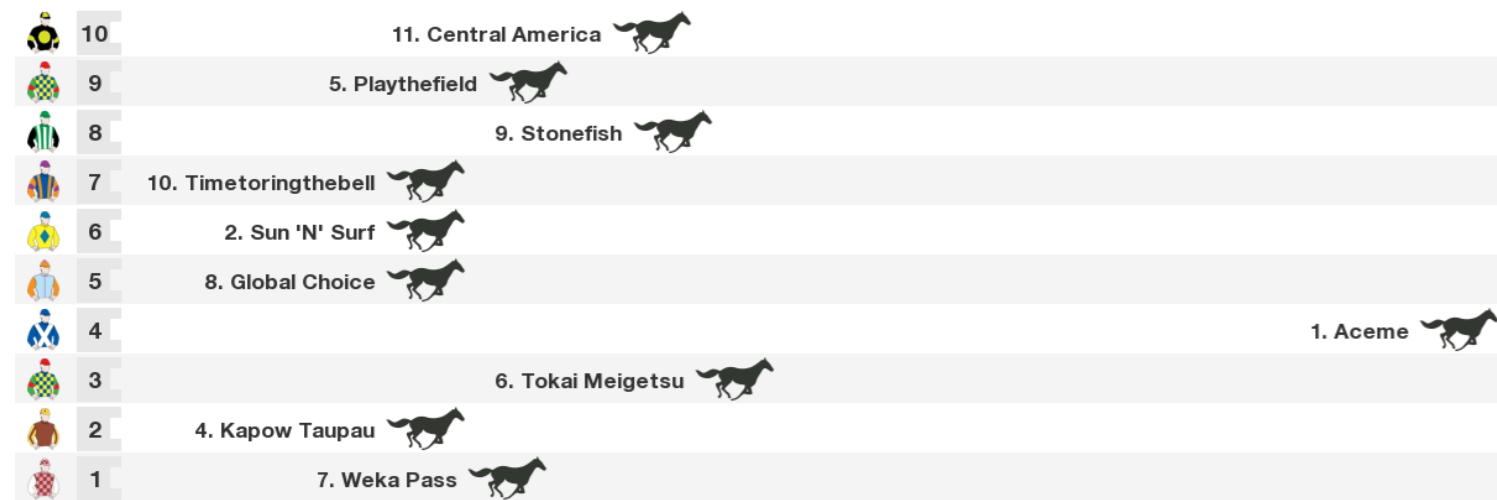 10 11. Central America
9 5. Playthefield
8 9. Stonefish
7 10. Timetoringthebell
6 2. Sun 'N' Surf
5 8. Global Choice
4 1. Aceme
3 6. Tokai Meigetsu
2 4. Kapow Taupau
1 7. Weka Pass